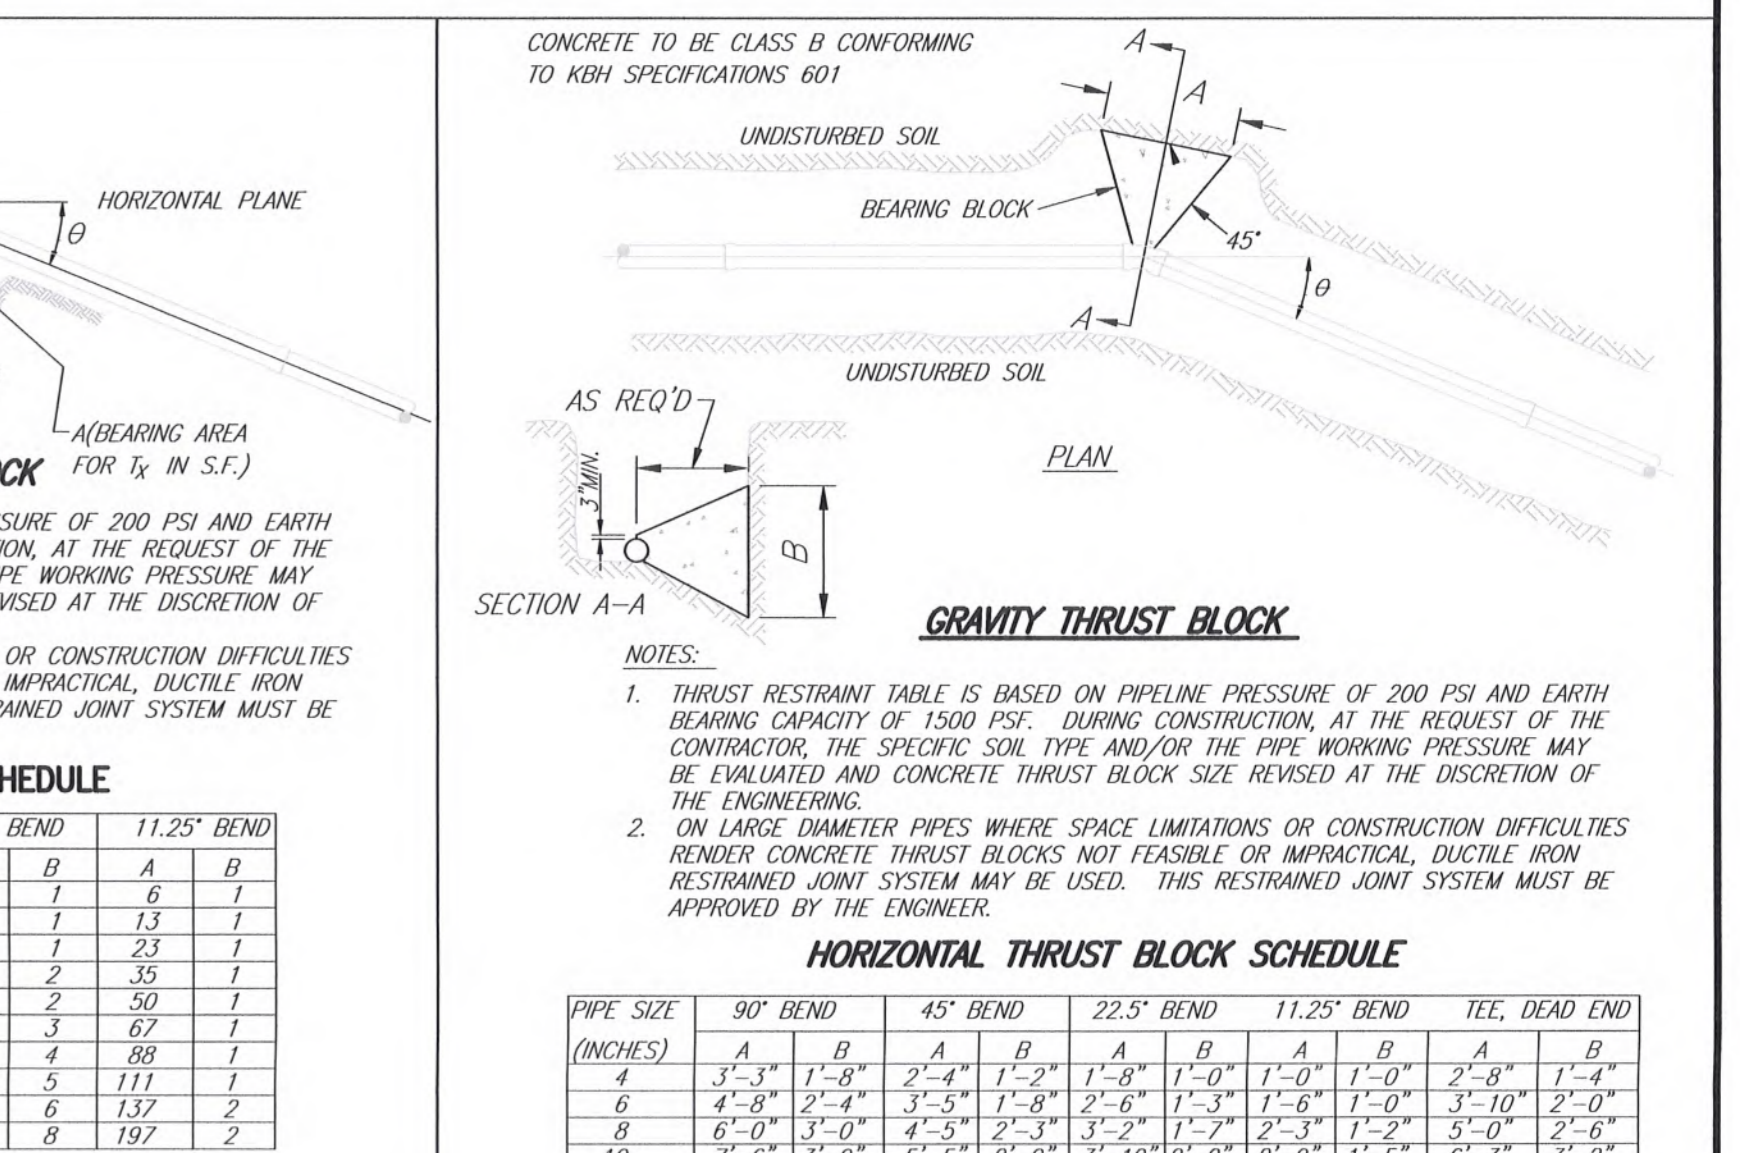 HORIZONTAL PLANE
θ
A(BEARING AREA
FOR TX IN S.F.)
CK
SSURE OF 200 PSI AND EARTH
ION, AT THE REQUEST OF THE
IPE WORKING PRESSURE MAY
VISED AT THE DISCRETION OF
OR CONSTRUCTION DIFFICULTIES
IMPRACTICAL, DUCTILE IRON
RAINED JOINT SYSTEM MUST BE
HEDULE
BEND 11.25° BEND
B A B
1 6 1
1 13 1
1 23 1
2 35 1
2 50 1
3 67 1
4 88 1
5 111 1
6 137 2
8 197 2
CONCRETE TO BE CLASS B CONFORMING
TO KBH SPECIFICATIONS 601
A
A
UNDISTURBED SOIL
BEARING BLOCK
45°
θ
A
UNDISTURBED SOIL
AS REQ'D
PLAN
3" MIN.
B
SECTION A-A
GRAVITY THRUST BLOCK
NOTES:
1. THRUST RESTRAINT TABLE IS BASED ON PIPELINE PRESSURE OF 200 PSI AND EARTH
BEARING CAPACITY OF 1500 PSF. DURING CONSTRUCTION, AT THE REQUEST OF THE
CONTRACTOR, THE SPECIFIC SOIL TYPE AND/OR THE PIPE WORKING PRESSURE MAY
BE EVALUATED AND CONCRETE THRUST BLOCK SIZE REVISED AT THE DISCRETION OF
THE ENGINEERING.
2. ON LARGE DIAMETER PIPES WHERE SPACE LIMITATIONS OR CONSTRUCTION DIFFICULTIES
RENDER CONCRETE THRUST BLOCKS NOT FEASIBLE OR IMPRACTICAL, DUCTILE IRON
RESTRAINED JOINT SYSTEM MAY BE USED. THIS RESTRAINED JOINT SYSTEM MUST BE
APPROVED BY THE ENGINEER.
HORIZONTAL THRUST BLOCK SCHEDULE
PIPE SIZE 90° BEND 45° BEND 22.5° BEND 11.25° BEND TEE, DEAD END
(INCHES) A B A B A B A B A B
4 3'-3" 1'-8" 2'-4" 1'-2" 1'-8" 1'-0" 1'-0" 1'-0" 2'-8" 1'-4"
6 4'-8" 2'-4" 3'-5" 1'-8" 2'-6" 1'-3" 1'-6" 1'-0" 3'-10" 2'-0"
8 6'-0" 3'-0" 4'-5" 2'-3" 3'-2" 1'-7" 2'-3" 1'-2" 5'-0" 2'-6"